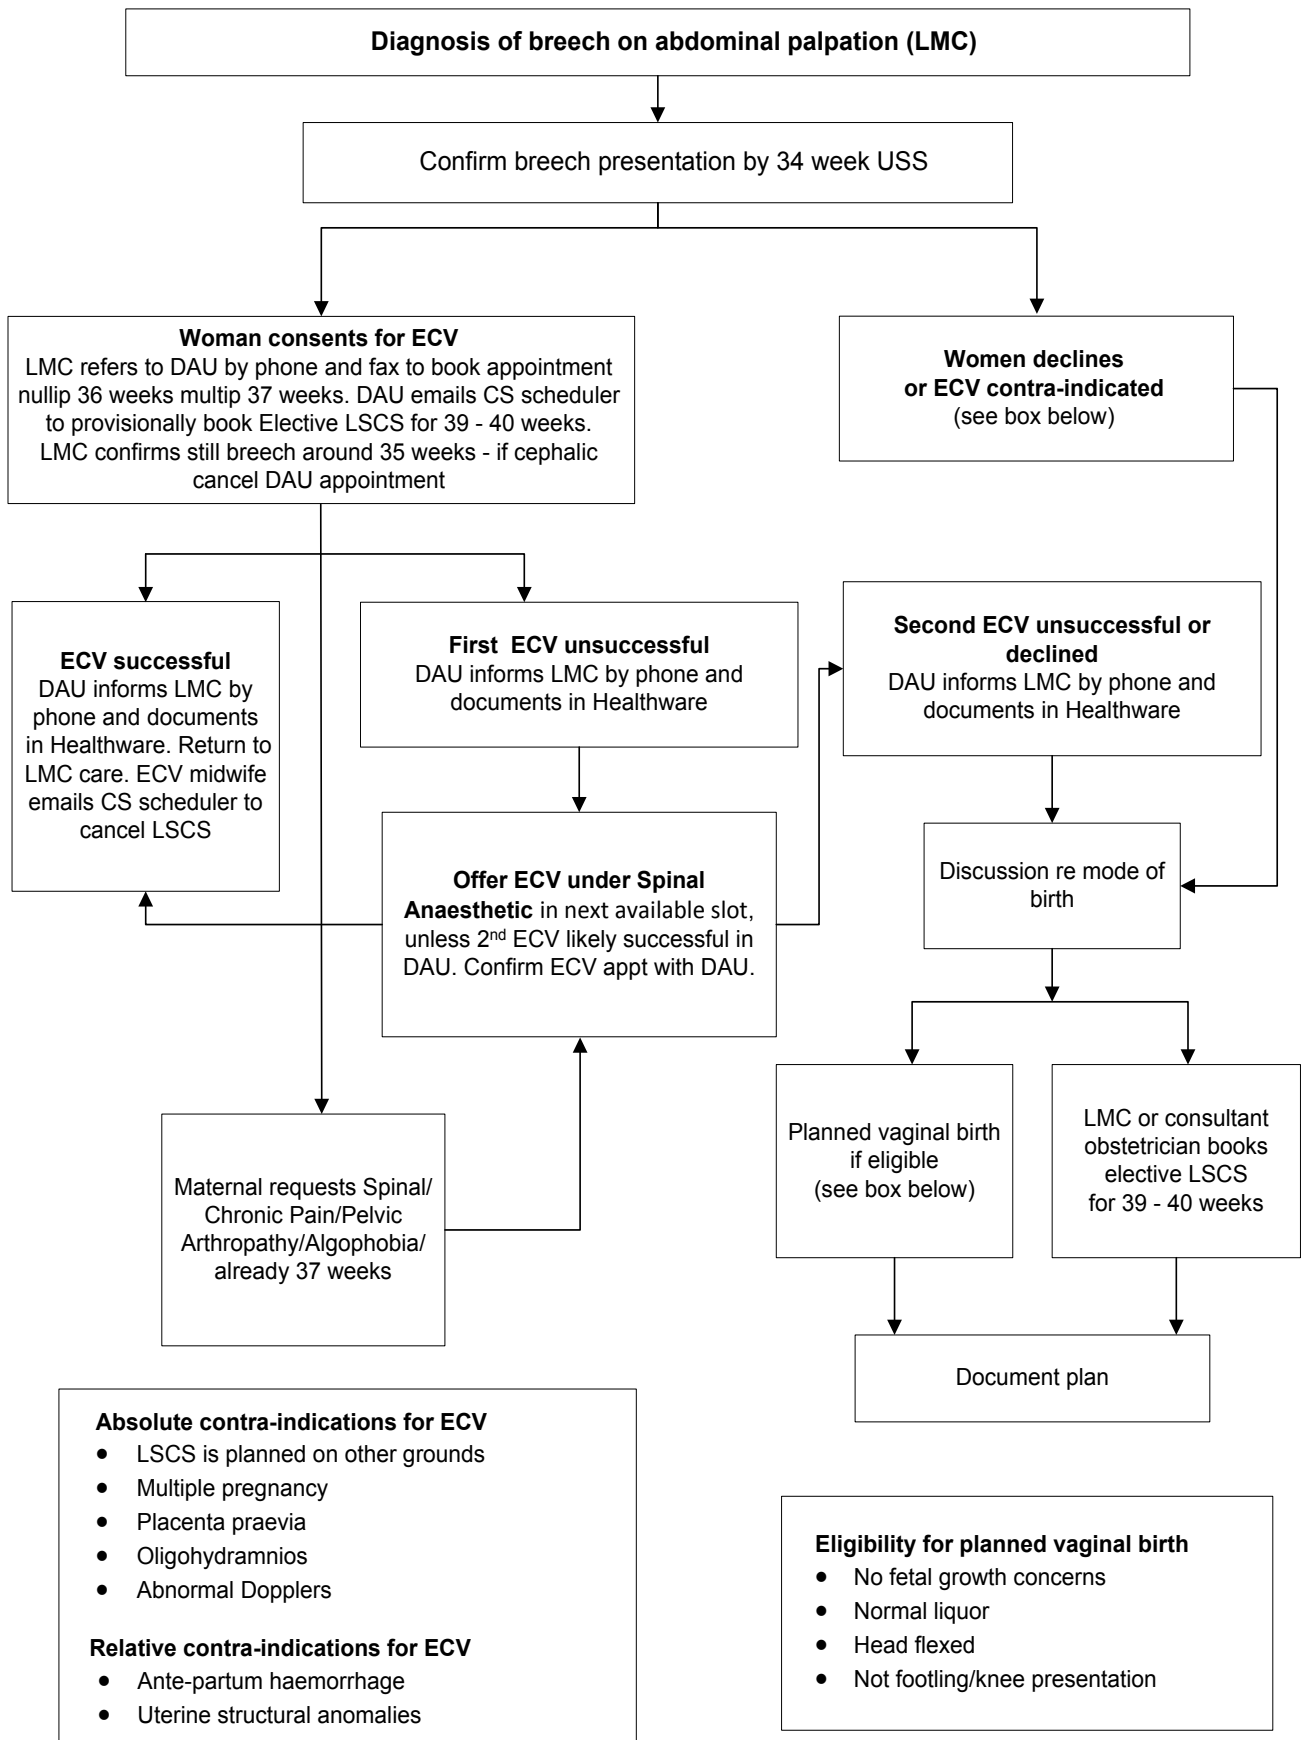 Diagnosis of breech on abdominal palpation (LMC)
Confirm breech presentation by 34 week USS
Woman consents for ECV
LMC refers to DAU by phone and fax to book appointment
nullip 36 weeks multip 37 weeks. DAU emails CS scheduler
to provisionally book Elective LSCS for 39 - 40 weeks.
LMC confirms still breech around 35 weeks - if cephalic
cancel DAU appointment
Women declines
or ECV contra-indicated
(see box below)
ECV successful
DAU informs LMC by
phone and documents
in Healthware. Return to
LMC care. ECV midwife
emails CS scheduler to
cancel LSCS
First  ECV unsuccessful
DAU informs LMC by phone and
documents in Healthware
Second ECV unsuccessful or
declined
DAU informs LMC by phone and
documents in Healthware
Offer ECV under Spinal
Anaesthetic in next available slot,
unless 2nd ECV likely successful in
DAU. Confirm ECV appt with DAU.
Discussion re mode of
birth
Maternal requests Spinal/
Chronic Pain/Pelvic
Arthropathy/Algophobia/
already 37 weeks
Planned vaginal birth
if eligible
(see box below)
LMC or consultant
obstetrician books
elective LSCS
for 39 - 40 weeks
Document plan
Absolute contra-indications for ECV
• LSCS is planned on other grounds
• Multiple pregnancy
• Placenta praevia
• Oligohydramnios
• Abnormal Dopplers
Relative contra-indications for ECV
• Ante-partum haemorrhage
• Uterine structural anomalies
Eligibility for planned vaginal birth
• No fetal growth concerns
• Normal liquor
• Head flexed
• Not footling/knee presentation